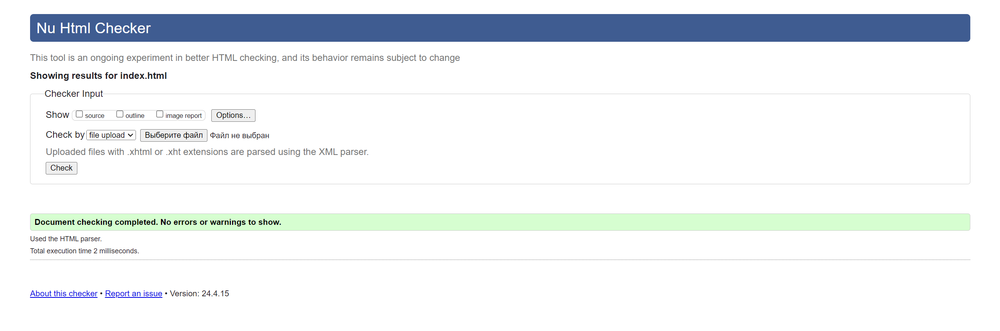 Nu Html Checker
This tool is an ongoing experiment in better HTML checking, and its behavior remains subject to change
Showing results for index.html
Checker Input
Show source outline image report Options…
Check by file upload Выберите файл Файл не выбран
Uploaded files with .xhtml or .xht extensions are parsed using the XML parser.
Check
Document checking completed. No errors or warnings to show.
Used the HTML parser.
Total execution time 2 milliseconds.
About this checker • Report an issue • Version: 24.4.15